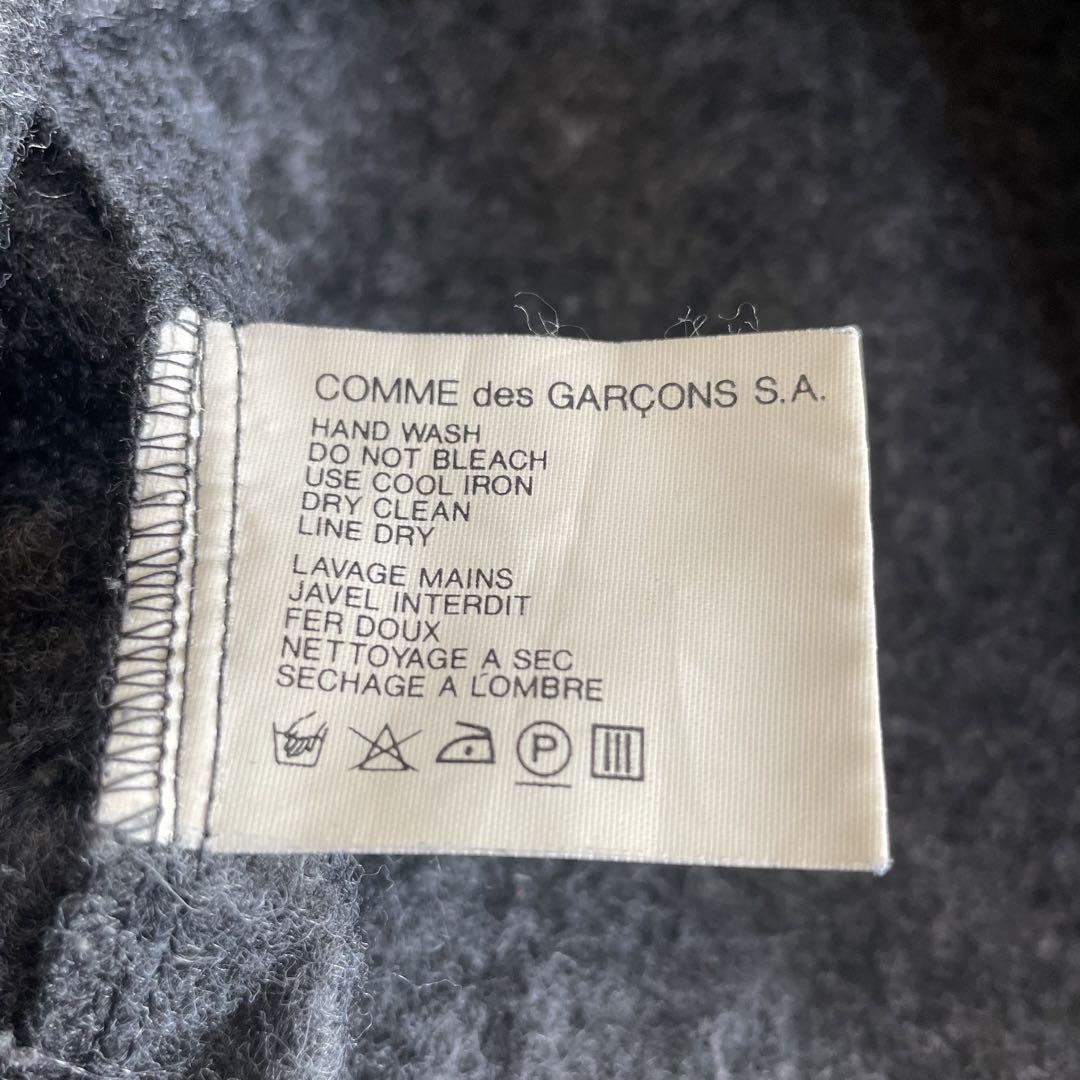 COMME des GARÇONS S.A.
HAND WASH
DO NOT BLEACH
USE COOL IRON
DRY CLEAN
LINE DRY
LAVAGE MAINS
JAVEL INTERDIT
FER DOUX
NETTOYAGE A SEC
SECHAGE A L'OMBRE
P